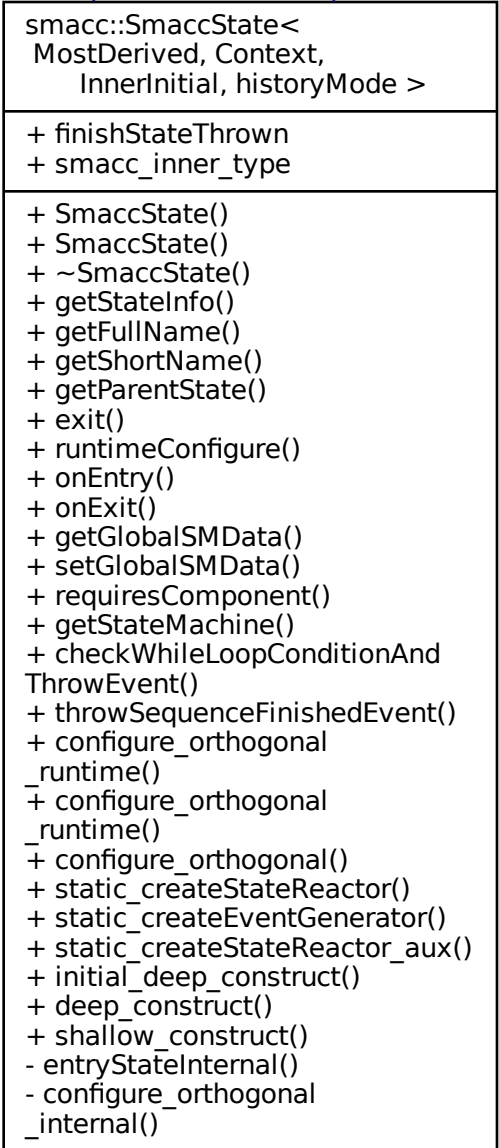 smacc::SmaccState<
MostDerived, Context,
InnerInitial, historyMode >
+ finishStateThrown
+ smacc_inner_type
+ SmaccState()
+ SmaccState()
+ ~SmaccState()
+ getStateInfo()
+ getFullName()
+ getShortName()
+ getParentState()
+ exit()
+ runtimeConfigure()
+ onEntry()
+ onExit()
+ getGlobalSMData()
+ setGlobalSMData()
+ requiresComponent()
+ getStateMachine()
+ checkWhileLoopConditionAnd
ThrowEvent()
+ throwSequenceFinishedEvent()
+ configure_orthogonal
_runtime()
+ configure_orthogonal
_runtime()
+ configure_orthogonal()
+ static_createStateReactor()
+ static_createEventGenerator()
+ static_createStateReactor_aux()
+ initial_deep_construct()
+ deep_construct()
+ shallow_construct()
- entryStateInternal()
- configure_orthogonal
_internal()